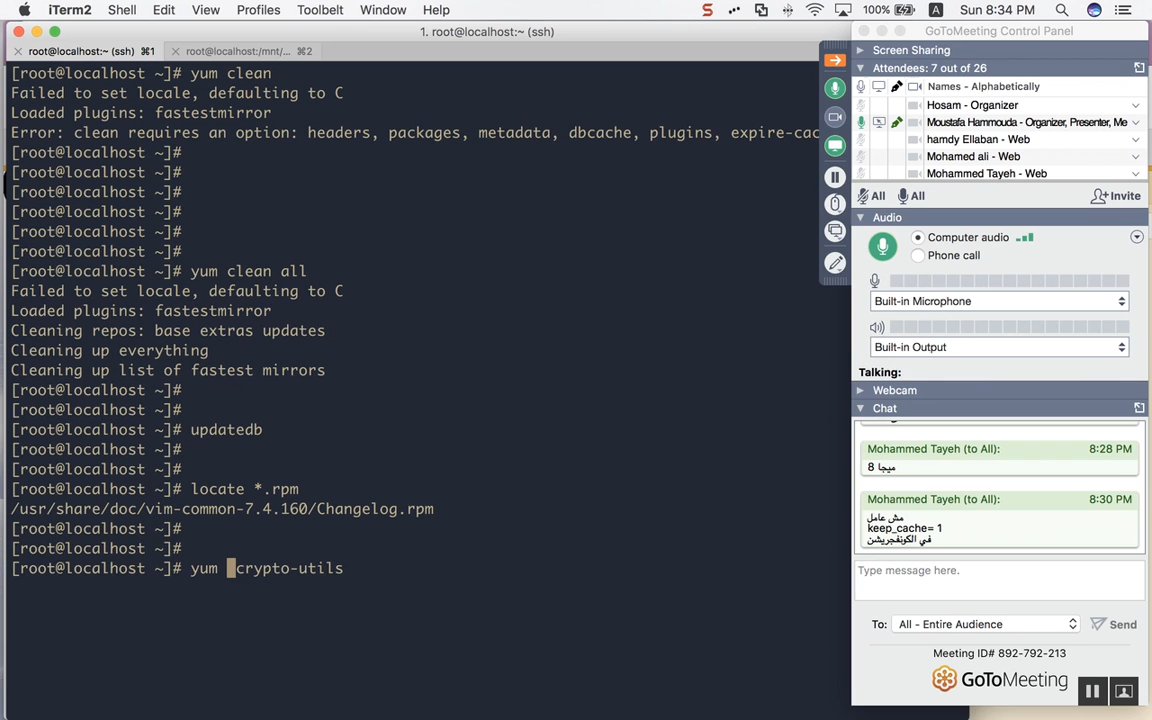 iTerm2 Shell Edit View Profiles Toolbelt Window Help 100% A Sun 8:34 PM
1. root@localhost:~ (ssh)
root@localhost:~ (ssh) ⌘1 root@localhost:/mnt/... ⌘2
[root@localhost ~]# yum clean
Failed to set locale, defaulting to C
Loaded plugins: fastestmirror
Error: clean requires an option: headers, packages, metadata, dbcache, plugins, expire-cac
[root@localhost ~]#
[root@localhost ~]#
[root@localhost ~]#
[root@localhost ~]#
[root@localhost ~]#
[root@localhost ~]#
[root@localhost ~]# yum clean all
Failed to set locale, defaulting to C
Loaded plugins: fastestmirror
Cleaning repos: base extras updates
Cleaning up everything
Cleaning up list of fastest mirrors
[root@localhost ~]#
[root@localhost ~]#
[root@localhost ~]# updatedb
[root@localhost ~]#
[root@localhost ~]#
[root@localhost ~]# locate *.rpm
/usr/share/doc/vim-common-7.4.160/Changelog.rpm
[root@localhost ~]#
[root@localhost ~]#
[root@localhost ~]# yum crypto-utils
GoToMeeting Control Panel
Screen Sharing
Attendees: 7 out of 26
Names - Alphabetically
Hosam - Organizer
Moustafa Hammouda - Organizer, Presenter, Me
hamdy Ellaban - Web
Mohamed ali - Web
Mohammed Tayeh - Web
All All Invite
Audio
Computer audio
Phone call
Built-in Microphone
Built-in Output
Talking:
Webcam
Chat
Mohammed Tayeh (to All): 8:28 PM
8 ميجا
Mohammed Tayeh (to All): 8:30 PM
مش عامل
keep_cache= 1
في الكونفجريشن
Type message here.
To: All - Entire Audience Send
Meeting ID# 892-792-213
GoToMeeting